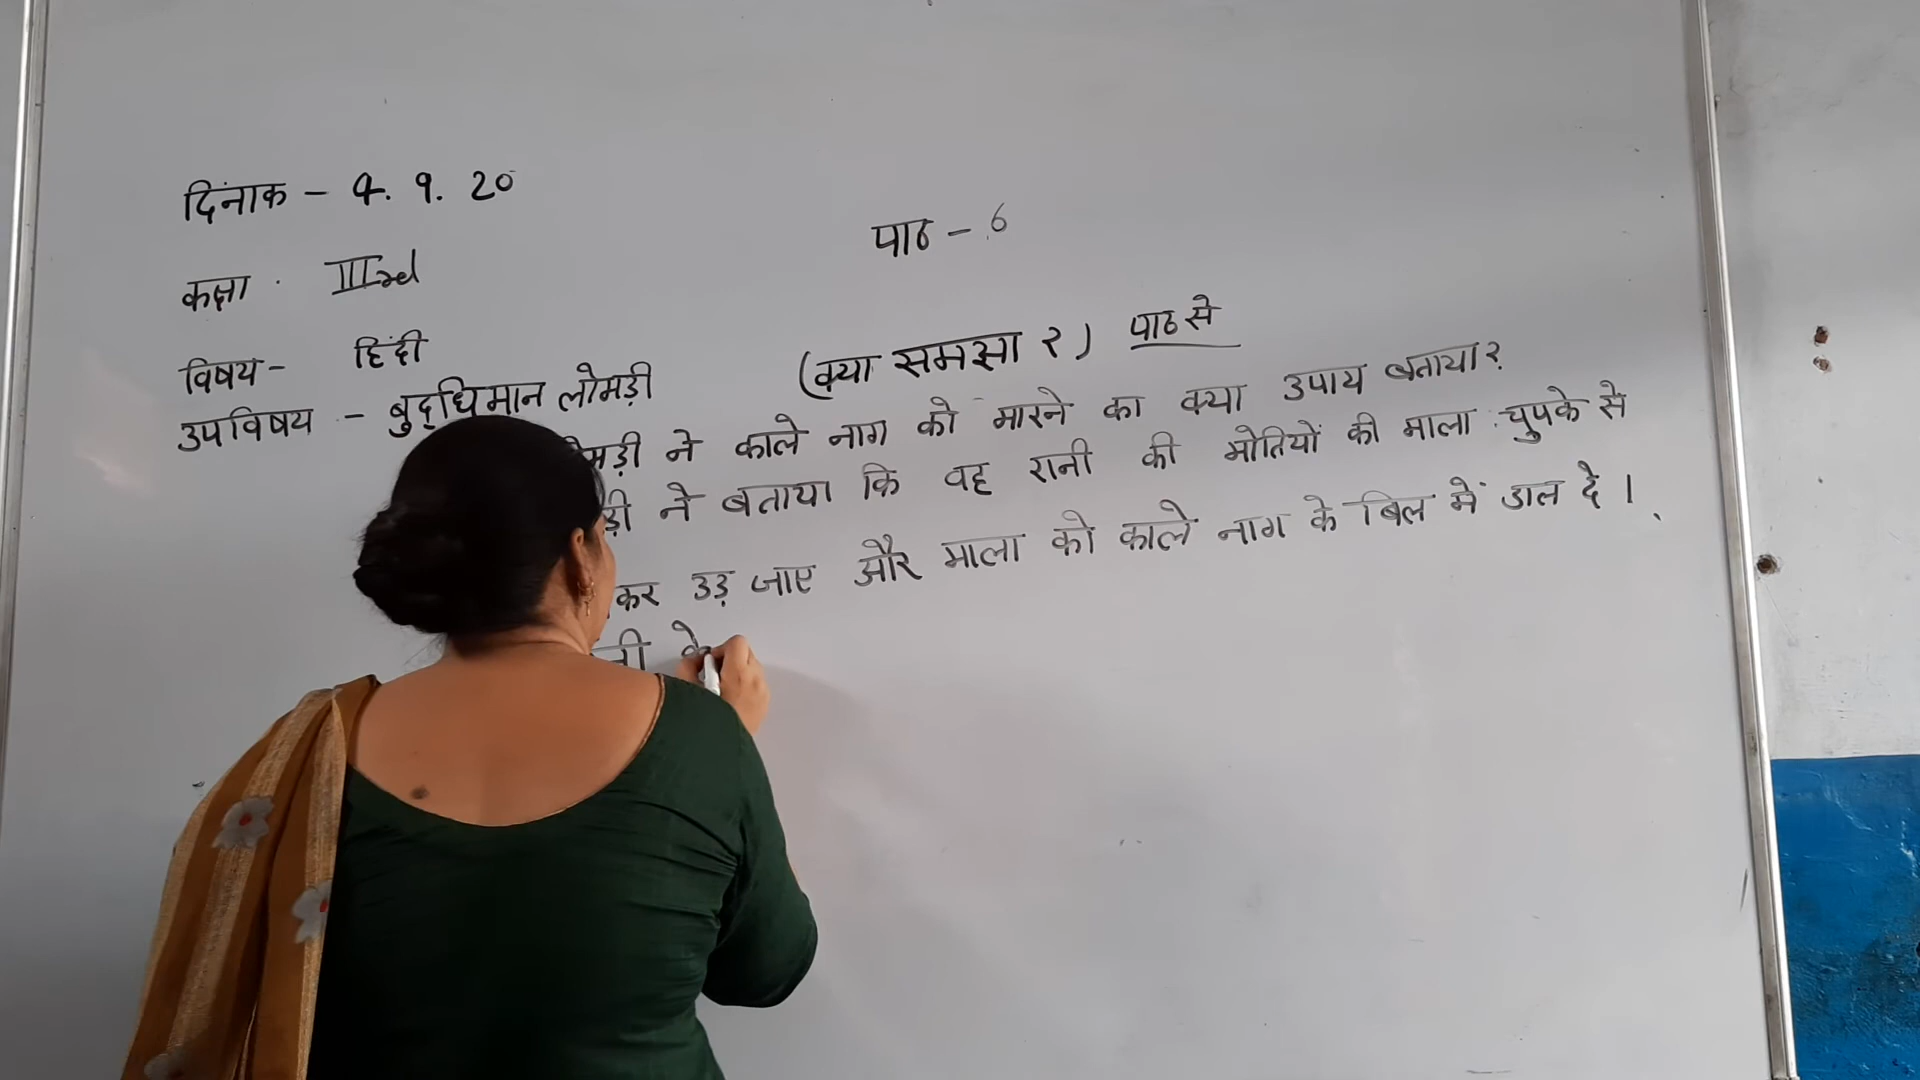 दिंनाक - 4. 9. 20
पाठ - 6
कक्षा . IIIrd
विषय - हिंदी
(क्या समझा ?) पाठ से
उपविषय - बुद्धिमान लोमड़ी
ने काले नाग को मारने का क्या उपाय बताया?
ने बताया कि वह रानी की मोतियों की माला चुपके से
कर उड़ जाए और माला को काले नाग के बिल में डाल दे ।